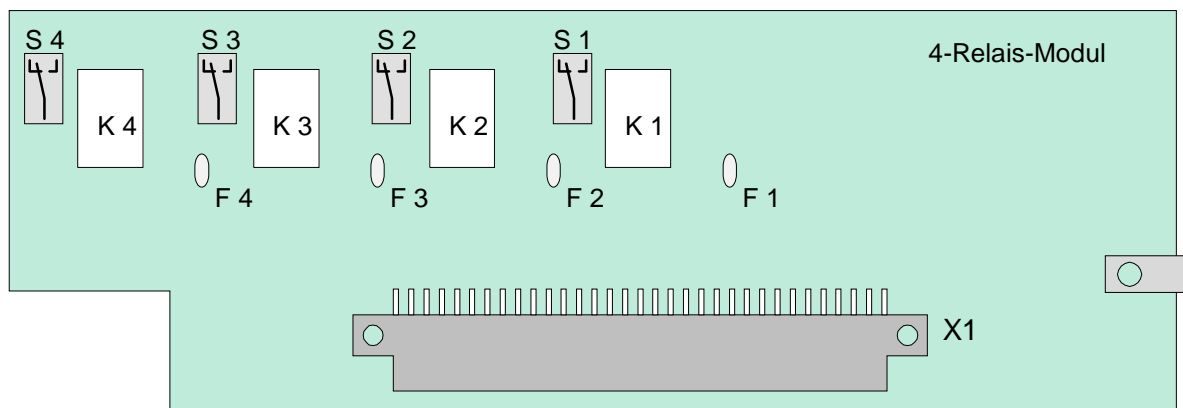 S 4
S 3
S 2
S 1
4-Relais-Modul
K 4
K 3
K 2
K 1
F 4
F 3
F 2
F 1
X1